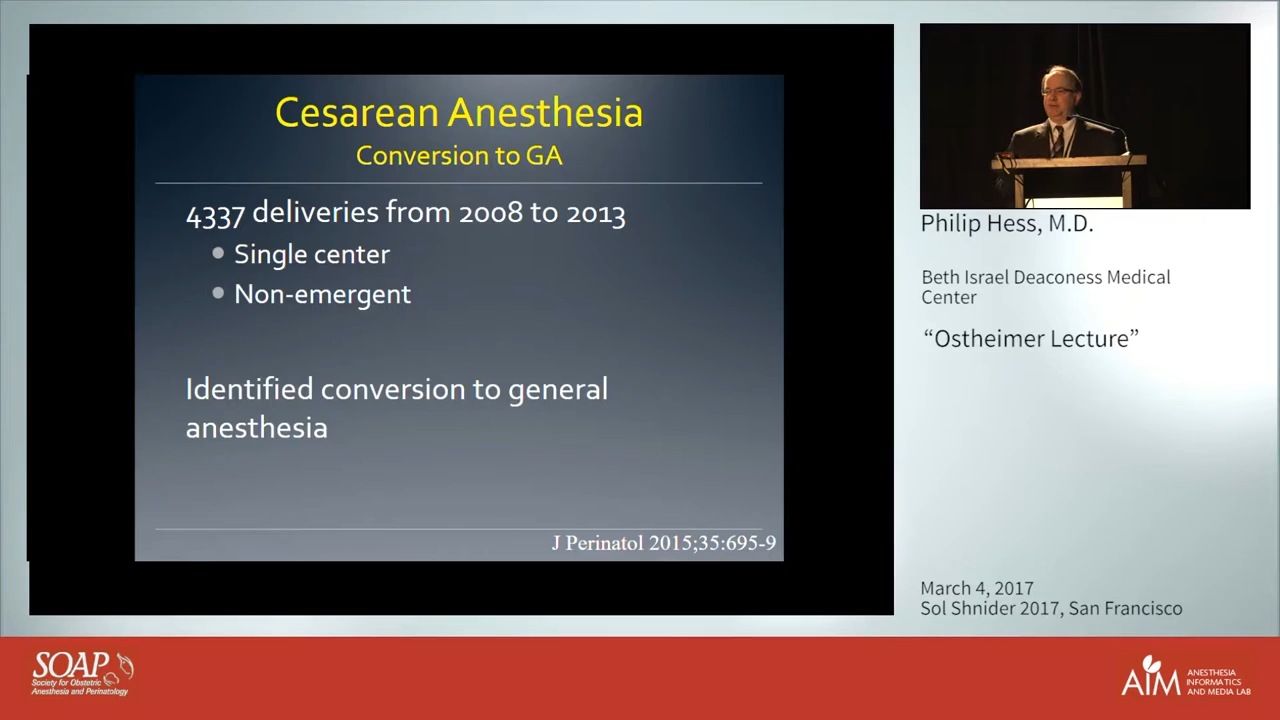 Cesarean Anesthesia
Conversion to GA
4337 deliveries from 2008 to 2013
Single center
Non-emergent
Identified conversion to general
anesthesia
J Perinatol 2015;35:695-9
Philip Hess, M.D.
Beth Israel Deaconess Medical
Center
“Ostheimer Lecture”
March 4, 2017
Sol Shnider 2017, San Francisco
SOAP
Society for Obstetric
Anesthesia and Perinatology
AIM
ANESTHESIA
INFORMATICS
AND MEDIA LAB